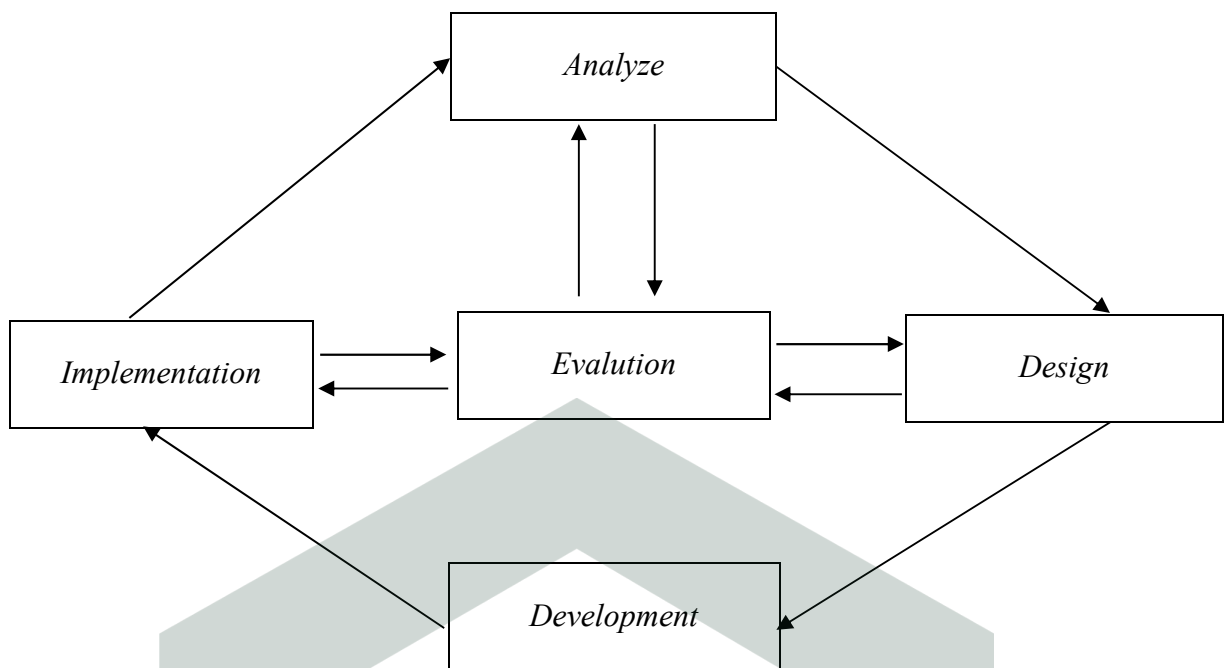 Analyze
Implementation
Evalution
Design
Development